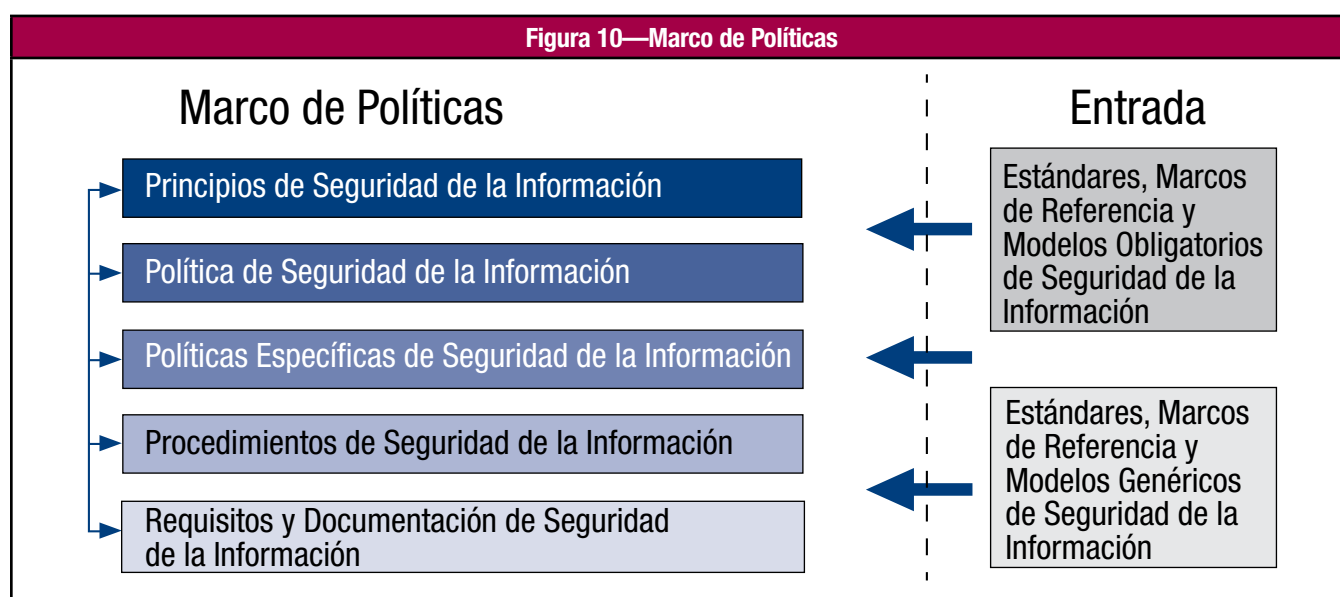 Figura 10—Marco de Políticas
Marco de Políticas
Principios de Seguridad de la Información
Política de Seguridad de la Información
Políticas Específicas de Seguridad de la Información
Procedimientos de Seguridad de la Información
Requisitos y Documentación de Seguridad
de la Información
Entrada
Estándares, Marcos
de Referencia y
Modelos Obligatorios
de Seguridad de la
Información
Estándares, Marcos
de Referencia y
Modelos Genéricos
de Seguridad de la
Información